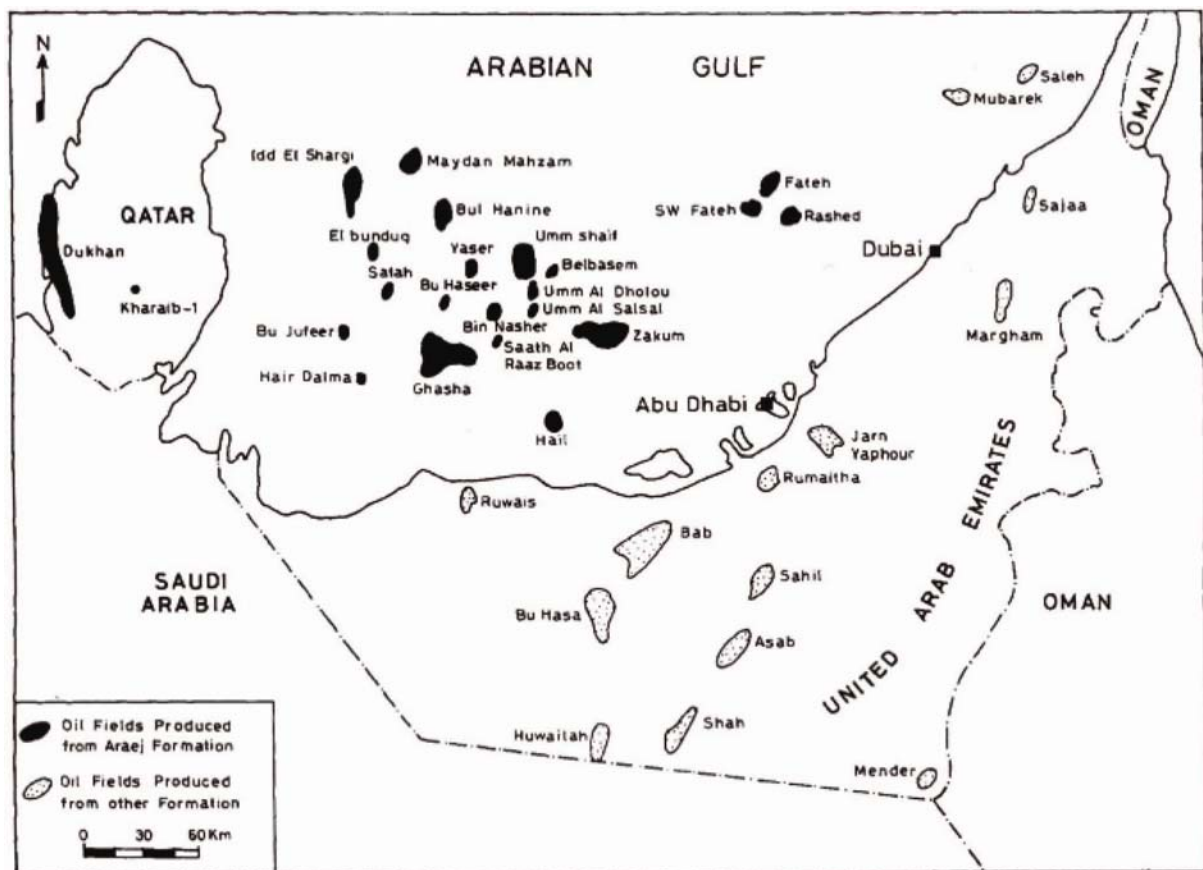 N
ARABIAN GULF
OMAN
Saleh
Mubarek
Idd El Shargi
Maydan Mahzam
Fateh
SW Fateh
Rashed
Sajaa
QATAR
Bul Hanine
Dukhan
El bunduq
Yaser
Umm shaif
Dubai
Satah
Belbasem
Kharaib-1
Bu Haseer
Umm Al Dholou
Umm Al Salsal
Margham
Bu Jufeer
Bin Nasher
Zakum
Saath Al
Raaz Boot
Hair Dalma
Ghasha
Abu Dhabi
Hail
Jarn
Yaphour
Rumaitha
Ruwais
Bab
SAUDI
ARABIA
Sahil
Bu Hasa
OMAN
Asab
UNITED ARAB EMIRATES
Huwailah
Shah
Mender
Oil Fields Produced
from Araej Formation
Oil Fields Produced
from other Formation
0 30 60 Km